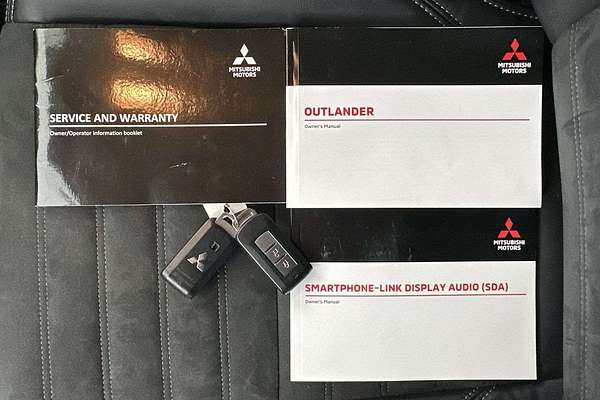 MITSUBISHI
MOTORS
SERVICE AND WARRANTY
Owner/Operator information booklet
MITSUBISHI
MOTORS
OUTLANDER
Owner's Manual
MITSUBISHI
MOTORS
SMARTPHONE-LINK DISPLAY AUDIO (SDA)
Owner's Manual